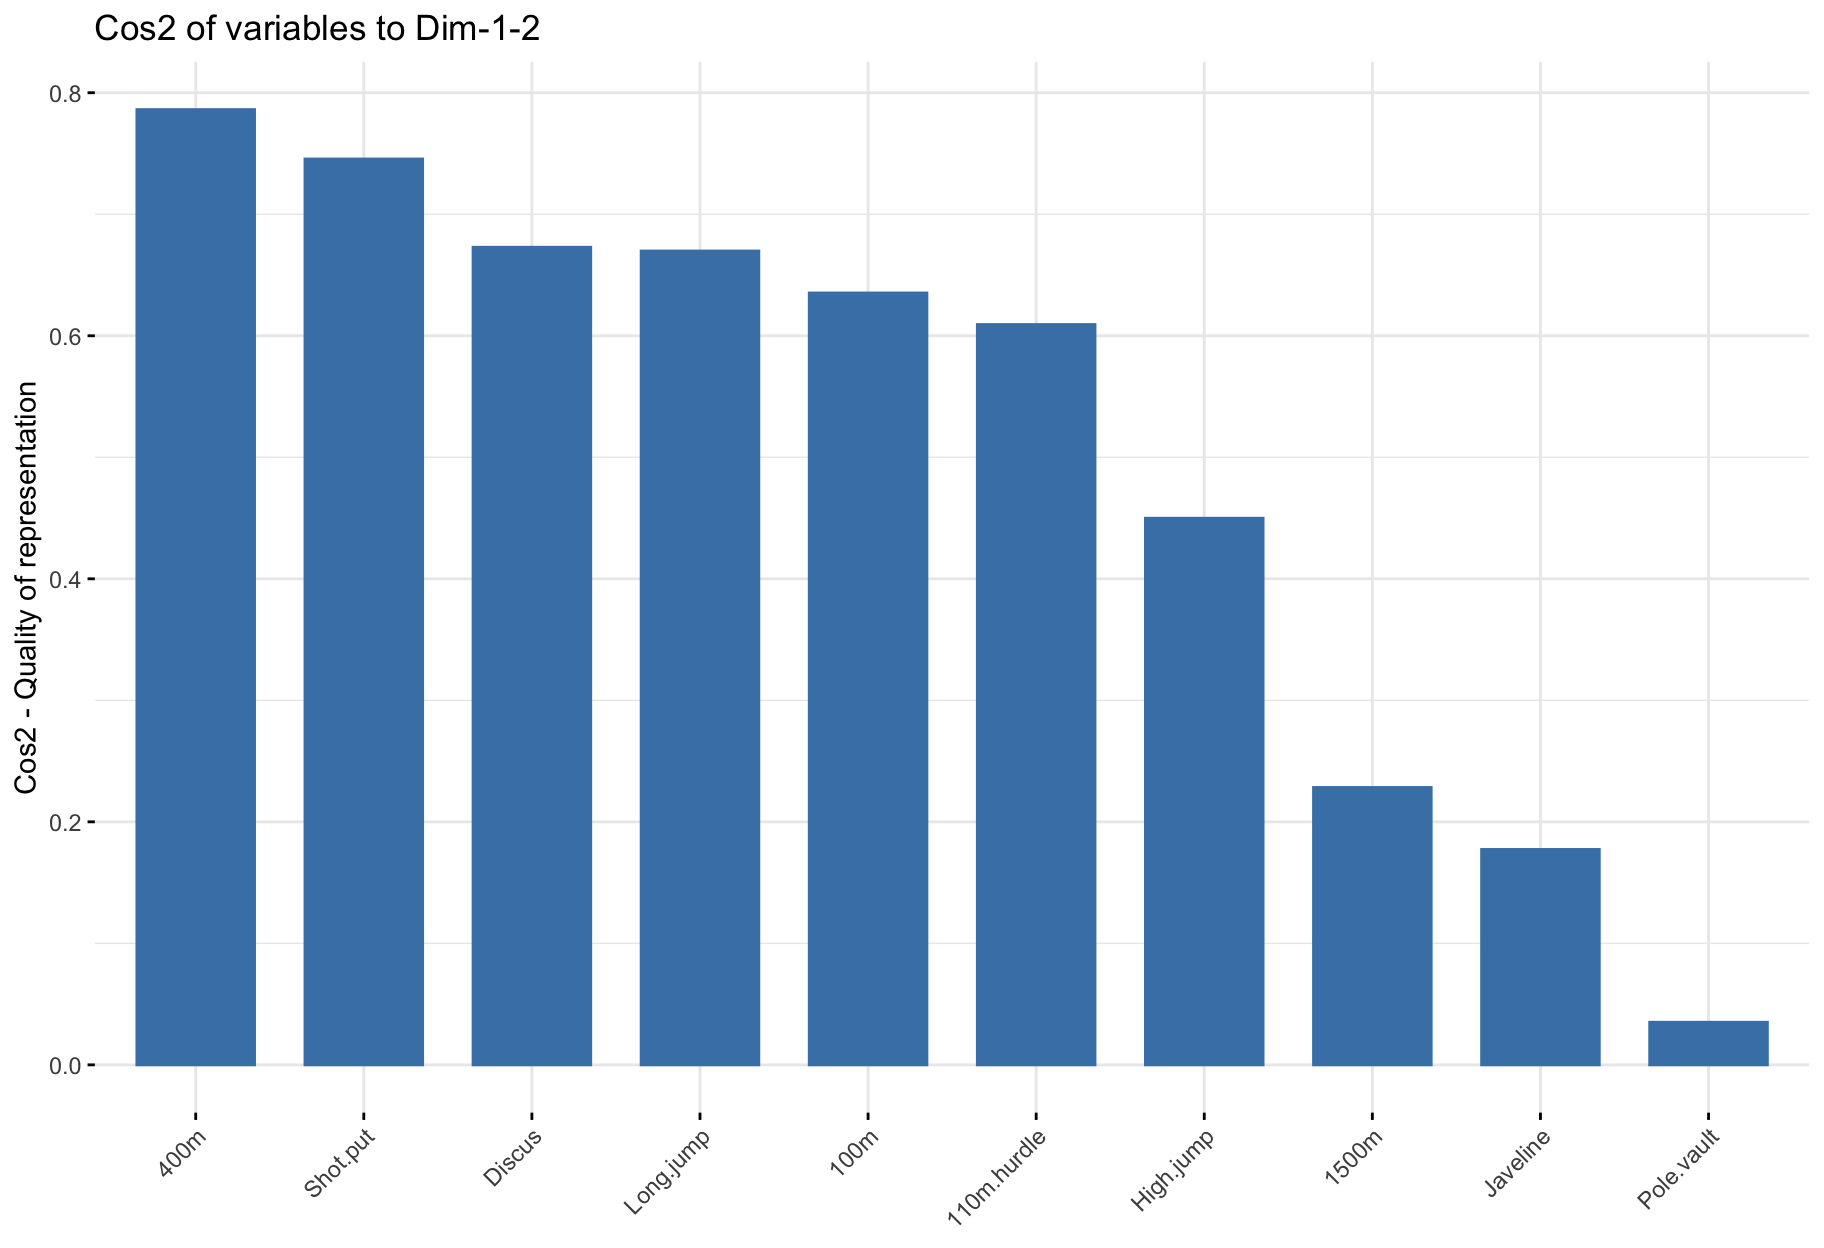 Cos2 of variables to Dim-1-2
Cos2 - Quality of representation
0.8
0.6
0.4
0.2
0.0
400m
Shot.put
Discus
Long.jump
100m
110m.hurdle
High.jump
1500m
Javeline
Pole.vault